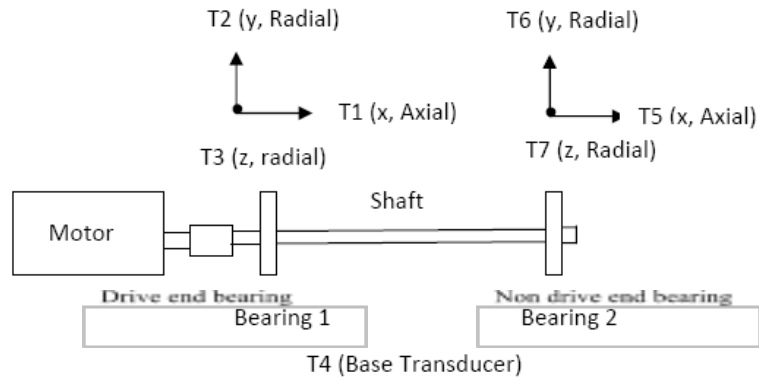 T2 (y, Radial)
T6 (y, Radial)
T1 (x, Axial)
T5 (x, Axial)
T3 (z, radial)
T7 (z, Radial)
Shaft
Motor
Drive end bearing
Non drive end bearing
Bearing 1
Bearing 2
T4 (Base Transducer)